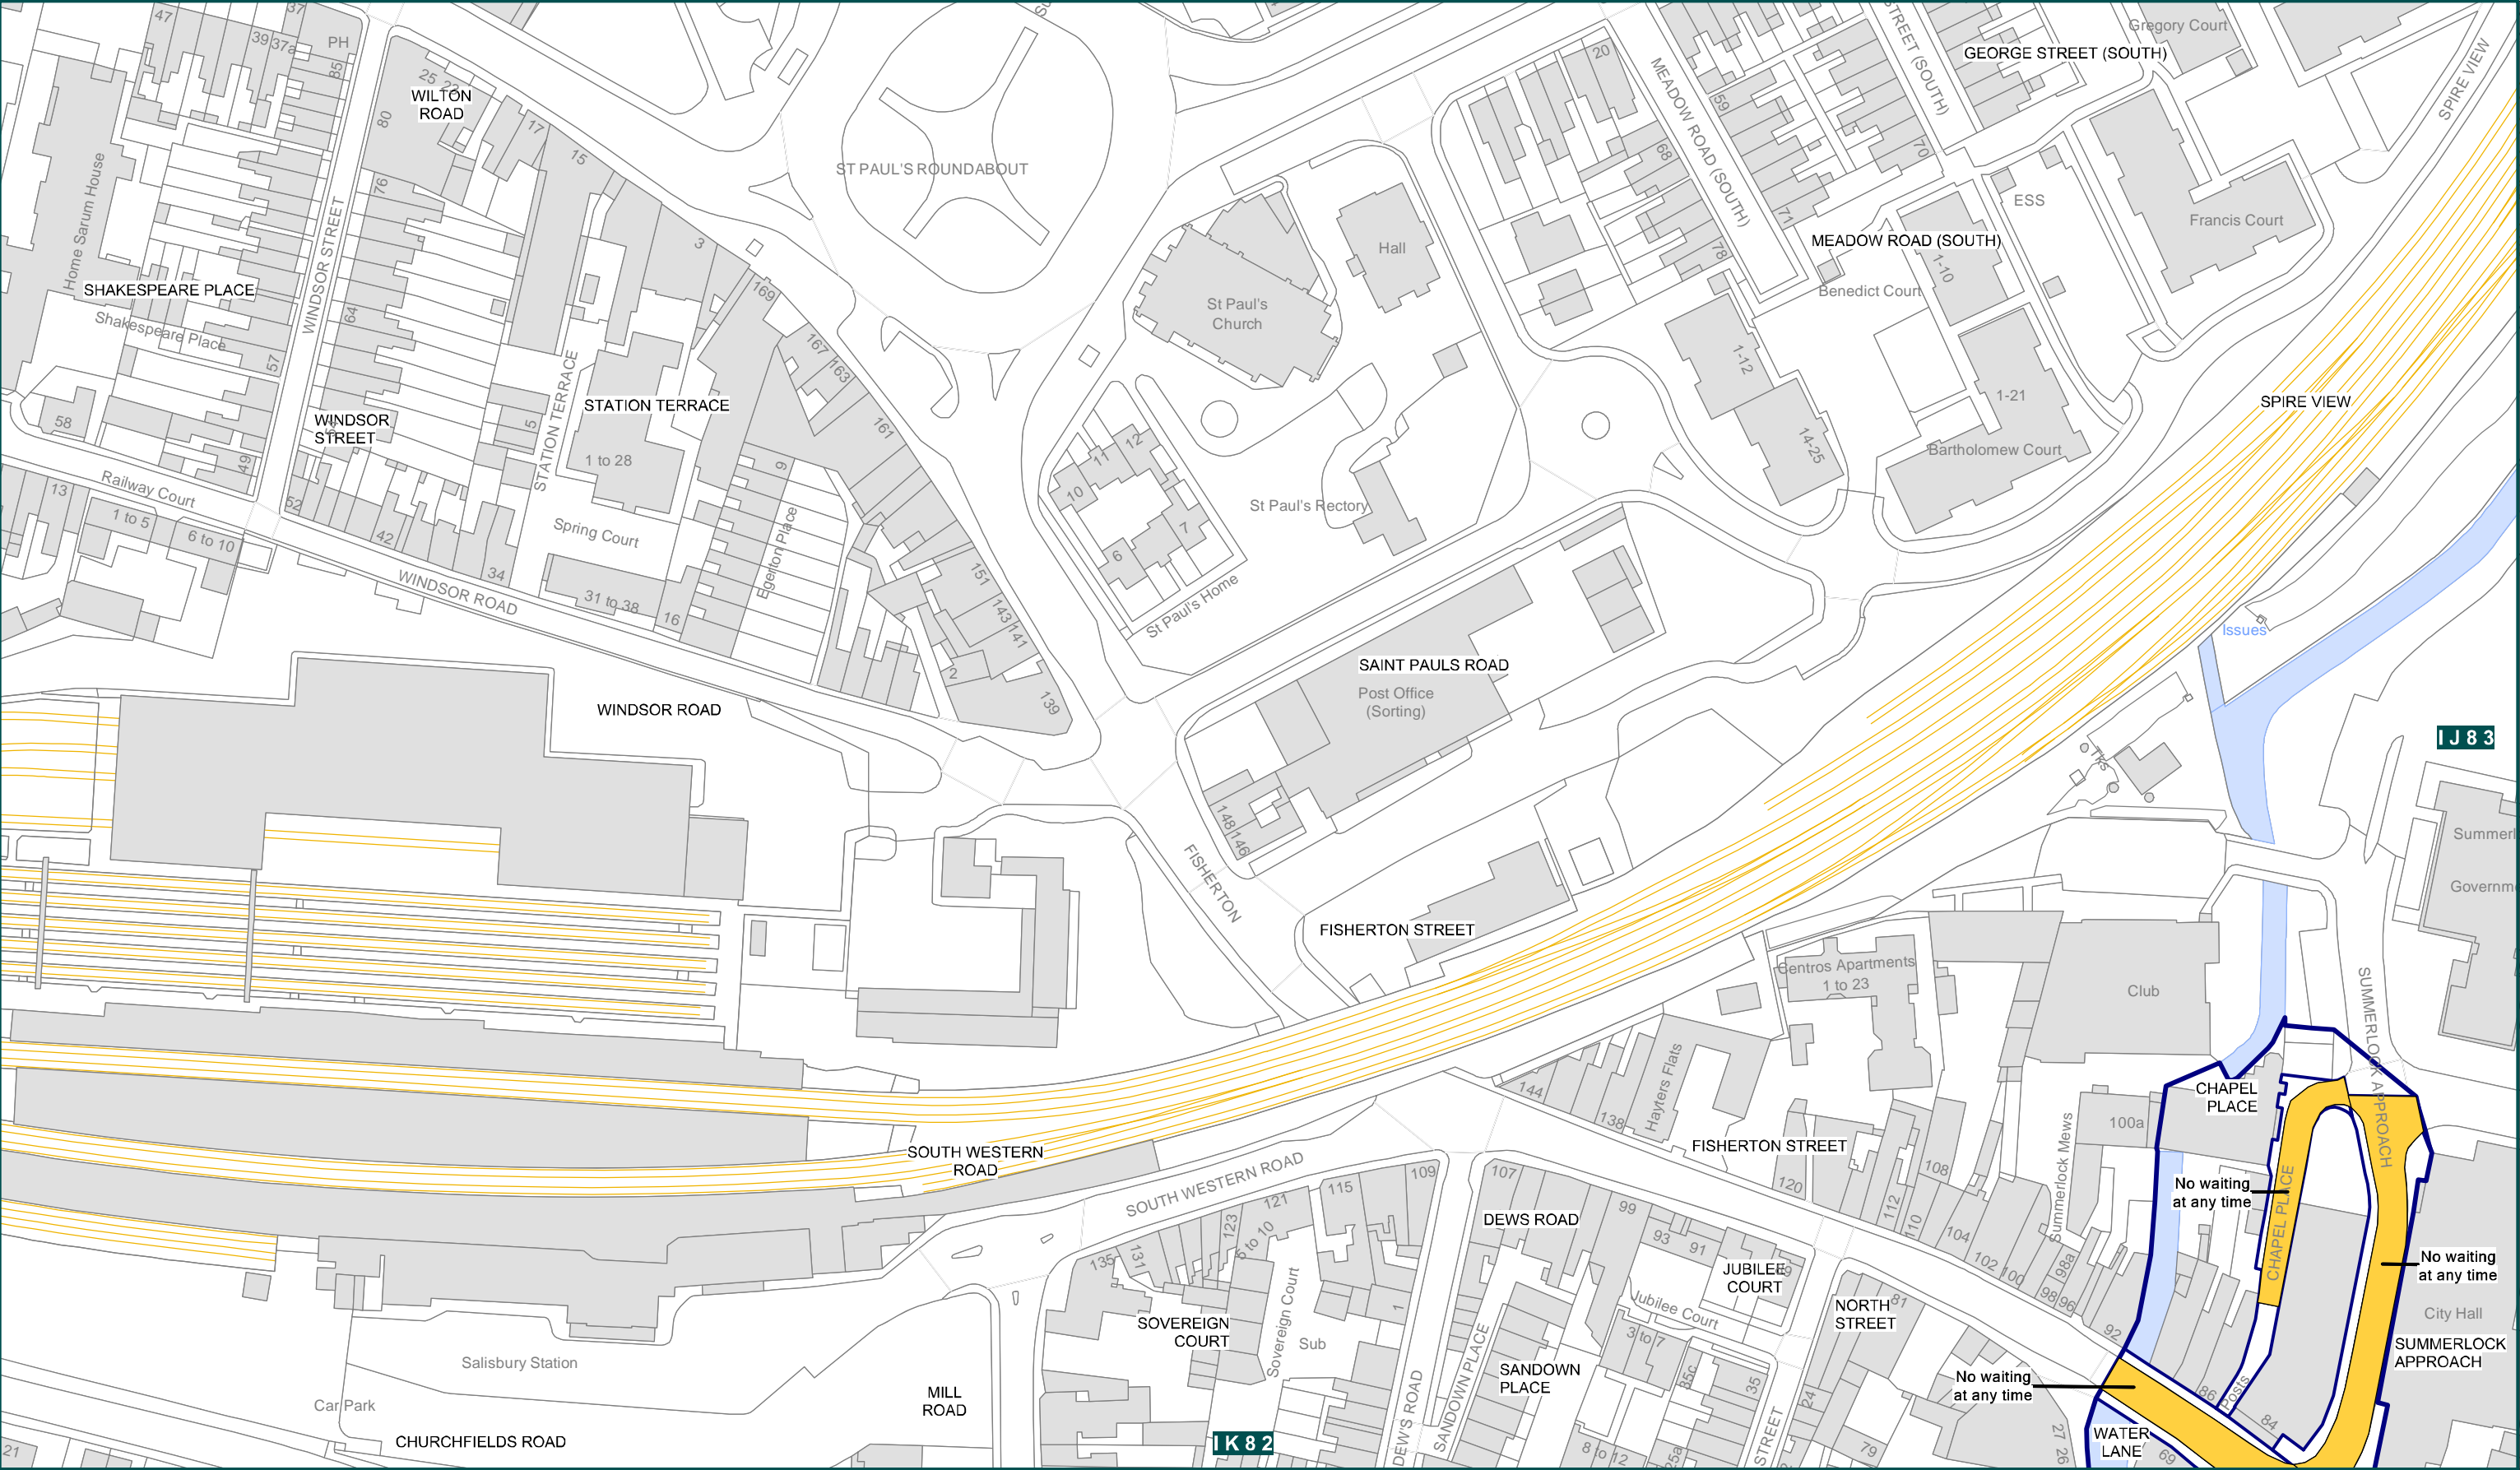 47
39
37a
37
PH
85
25
23
WILTON
ROAD
80
17
15
76
ST PAUL'S ROUNDABOUT
3
Home Sarum House
SHAKESPEARE PLACE
Shakespeare Place
WINDSOR STREET
64
57
58
WINDSOR
STREET
49
52
Railway Court
13
1 to 5
6 to 10
42
34
WINDSOR ROAD
STATION TERRACE
STATION TERRACE
5
1 to 28
Spring Court
31 to 38
16
9
Egerton Place
169
167
163
161
151
143
141
2
139
WINDSOR ROAD
St Paul's
Church
Hall
12
11
10
7
6
St Paul's Home
St Paul's Rectory
20
68
78
MEADOW ROAD (SOUTH)
59
71
70
STREET (SOUTH)
GEORGE STREET (SOUTH)
Gregory Court
SPIRE VIEW
ESS
Francis Court
MEADOW ROAD (SOUTH)
1-10
Benedict Court
1-12
14-25
1-21
Bartholomew Court
SPIRE VIEW
Issues
SAINT PAULS ROAD
Post Office
(Sorting)
148
146
FISHERTON
FISHERTON STREET
Tks
IJ83
Summerl
Governme
Centros Apartments
1 to 23
Club
SUMMERLOCK APPROACH
144
138
Hayters Flats
FISHERTON STREET
120
112
110
108
104
102
100
98a
98
96
92
100a
Summerlock Mews
CHAPEL
PLACE
No waiting
at any time
CHAPEL PLACE
No waiting
at any time
City Hall
SUMMERLOCK
APPROACH
No waiting
at any time
86
Posts
84
WATER
LANE
69
27
26
SOUTH WESTERN
ROAD
SOUTH WESTERN ROAD
109
115
121
123
5 to 10
131
135
SOVEREIGN
COURT
Sovereign Court
Sub
1
107
DEWS ROAD
99
93
91
JUBILEE
COURT
Jubilee Court
NORTH
STREET
81
SANDOWN
PLACE
SANDOWN PLACE
DEW'S ROAD
3 to 7
35c
35
24
8 to 12
25a
STREET
79
Salisbury Station
Car Park
CHURCHFIELDS ROAD
MILL
ROAD
21
IK82